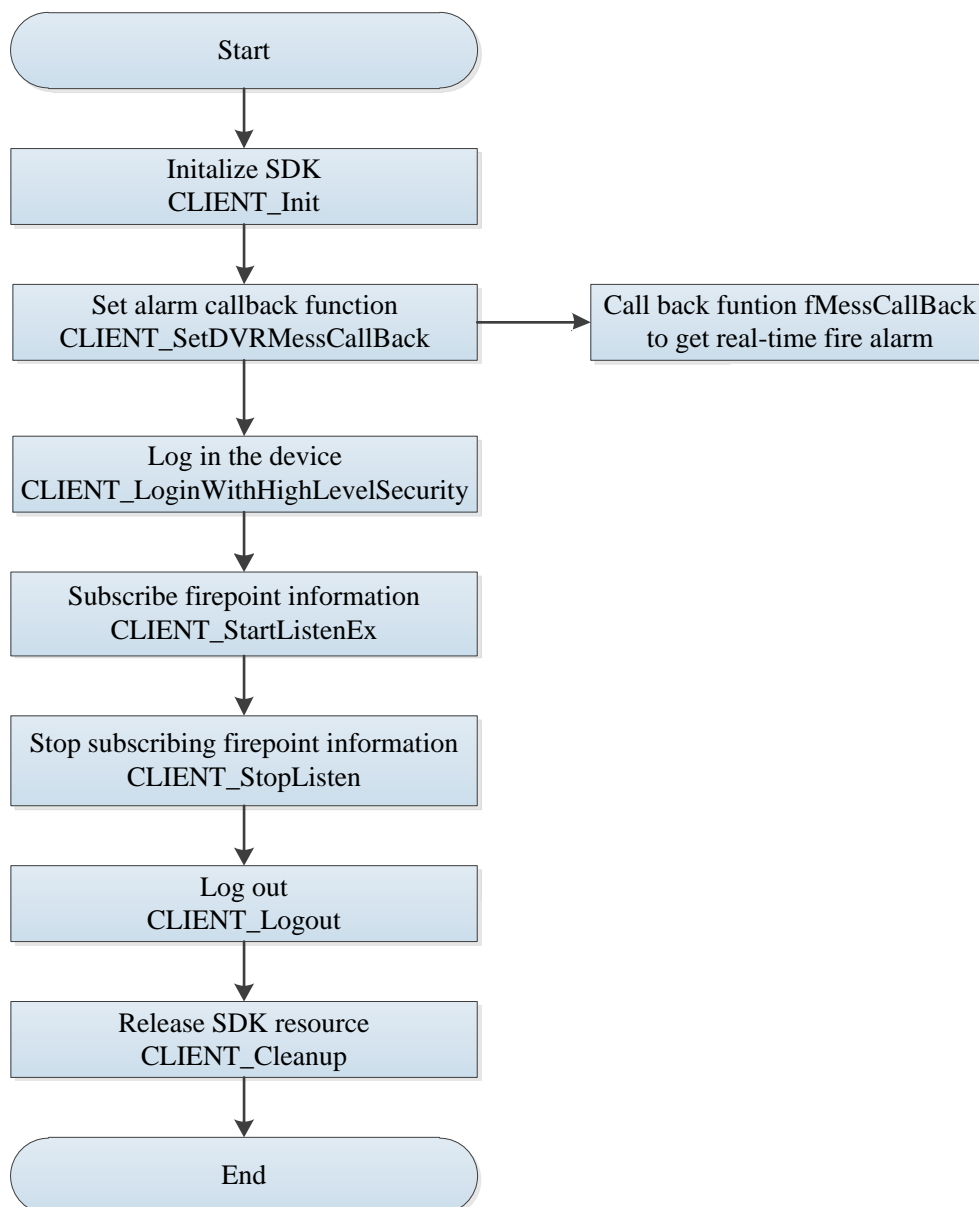 Start
Initalize SDK
CLIENT_Init
Set alarm callback function
CLIENT_SetDVRMessCallBack
Call back funtion fMessCallBack
to get real-time fire alarm
Log in the device
CLIENT_LoginWithHighLevelSecurity
Subscribe firepoint information
CLIENT_StartListenEx
Stop subscribing firepoint information
CLIENT_StopListen
Log out
CLIENT_Logout
Release SDK resource
CLIENT_Cleanup
End